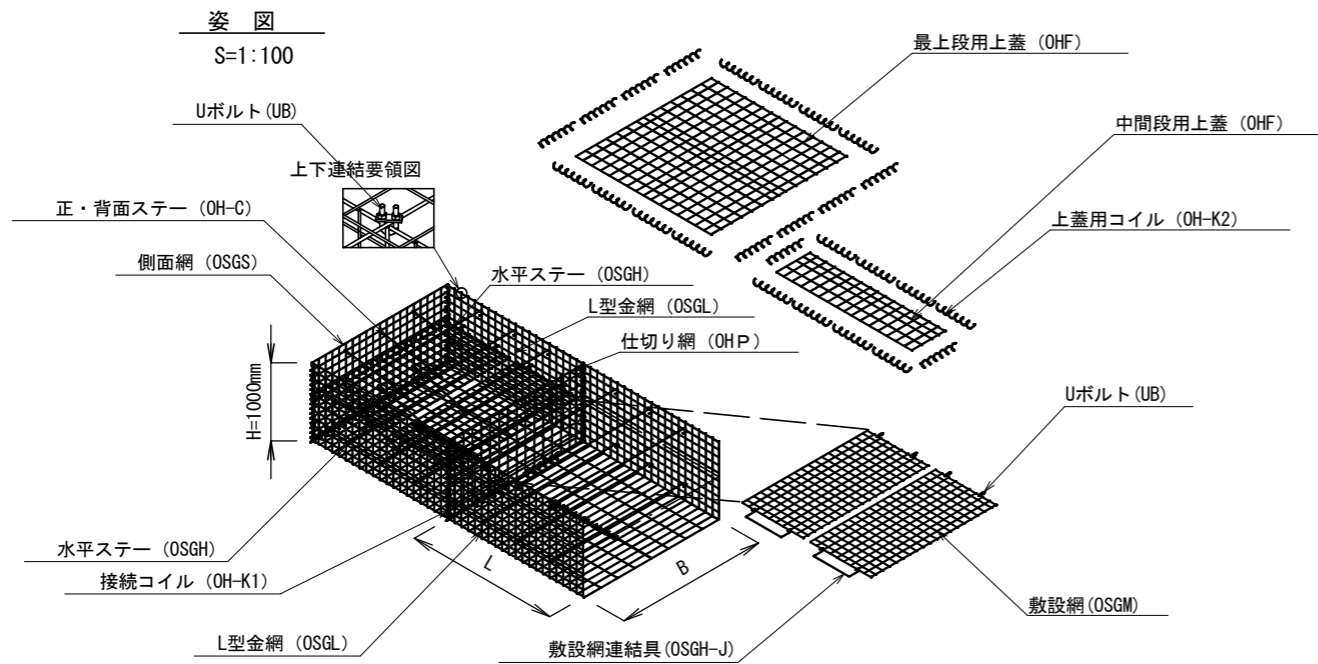 姿 図
S=1:100
Uボルト(UB)
上下連結要領図
正・背面ステー(OH-C)
側面網(OSGS)
水平ステー(OSGH)
L型金網(OSGL)
仕切り網(OHP)
H=1000mm
水平ステー(OSGH)
接続コイル(OH-K1)
L型金網(OSGL)
L
B
最上段用上蓋(OHF)
中間段用上蓋(OHF)
上蓋用コイル(OH-K2)
Uボルト(UB)
敷設網(OSGM)
敷設網連結具(OSGH-J)